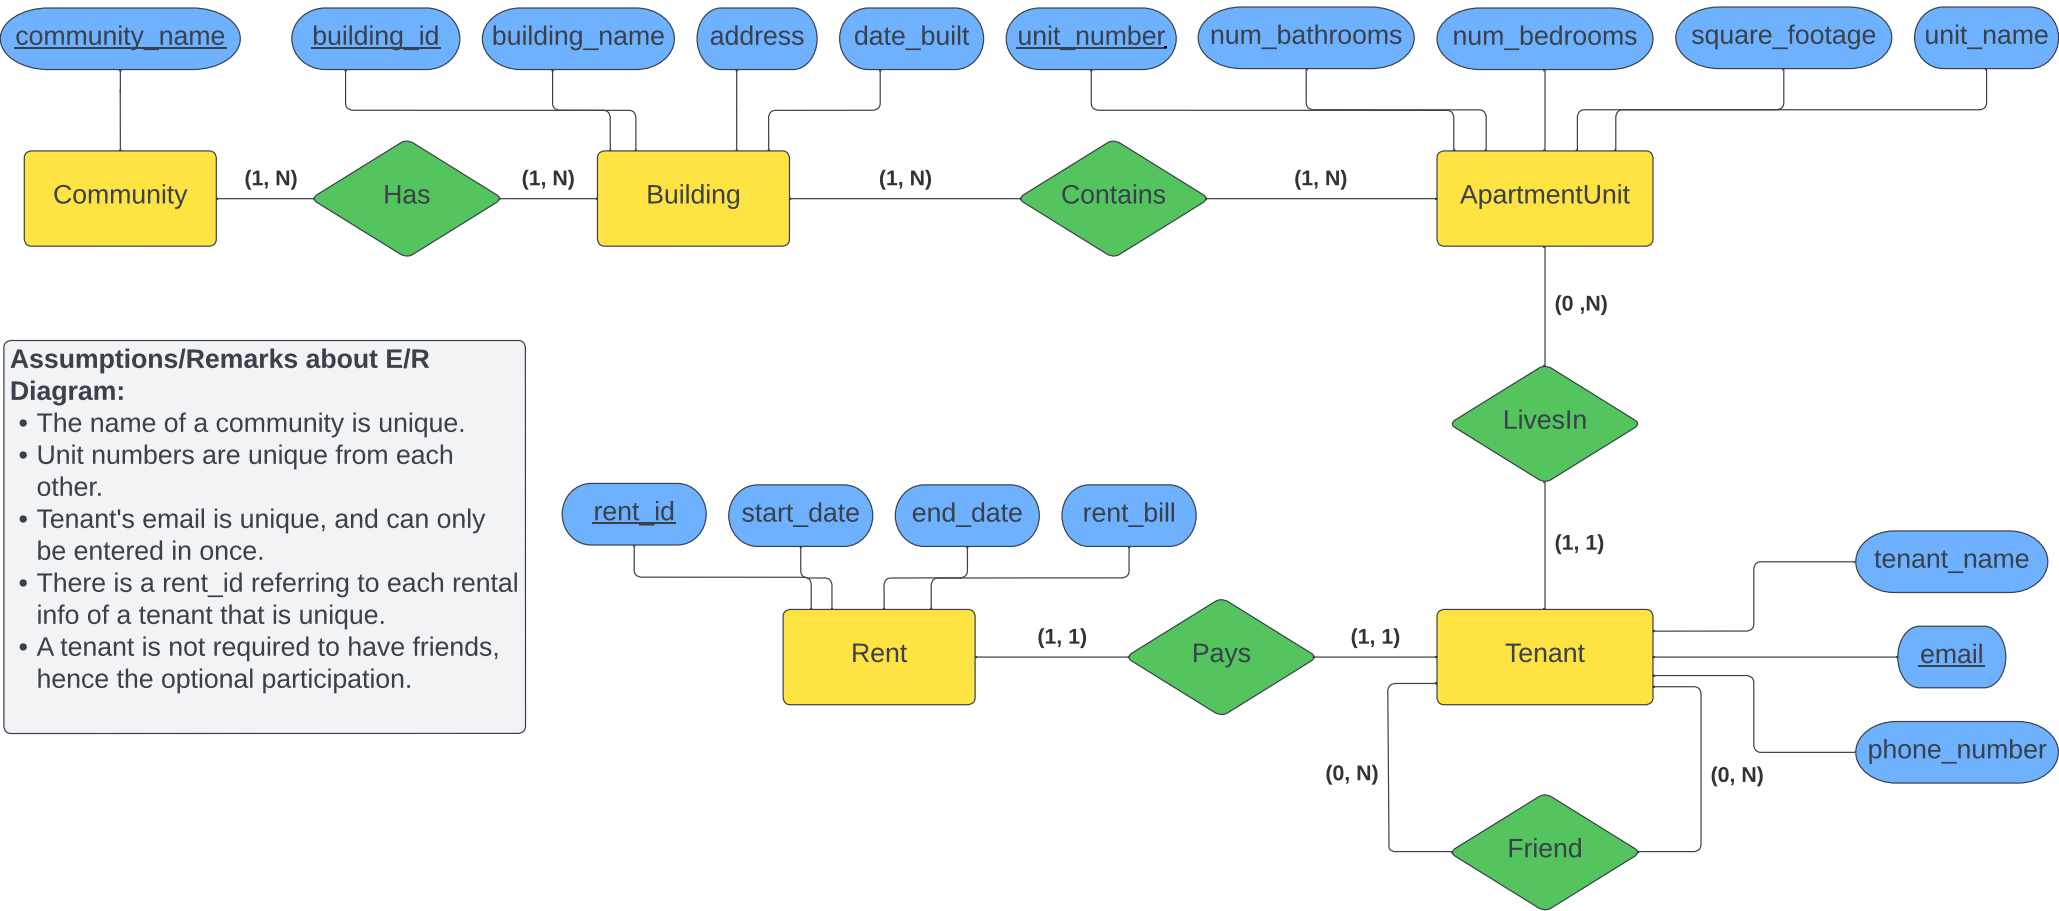 community_name
building_id
building_name
address
date_built
unit_number
num_bathrooms
num_bedrooms
square_footage
unit_name
Community
(1, N)
Has
(1, N)
Building
(1, N)
Contains
(1, N)
ApartmentUnit
(0 ,N)
LivesIn
(1, 1)
Assumptions/Remarks about E/R
Diagram:
• The name of a community is unique.
• Unit numbers are unique from each
other.
• Tenant's email is unique, and can only
be entered in once.
• There is a rent_id referring to each rental
info of a tenant that is unique.
• A tenant is not required to have friends,
hence the optional participation.
rent_id
start_date
end_date
rent_bill
Rent
(1, 1)
Pays
(1, 1)
Tenant
tenant_name
email
phone_number
(0, N)
(0, N)
Friend